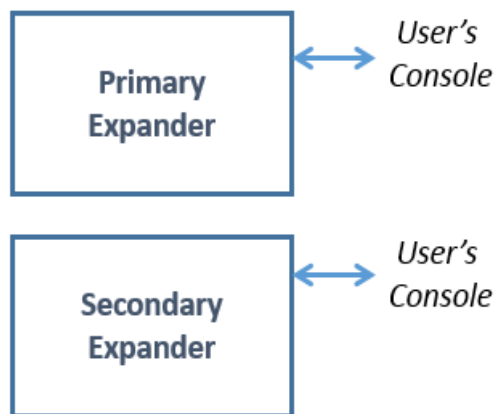 Primary
Expander
User's
Console
Secondary
Expander
User's
Console